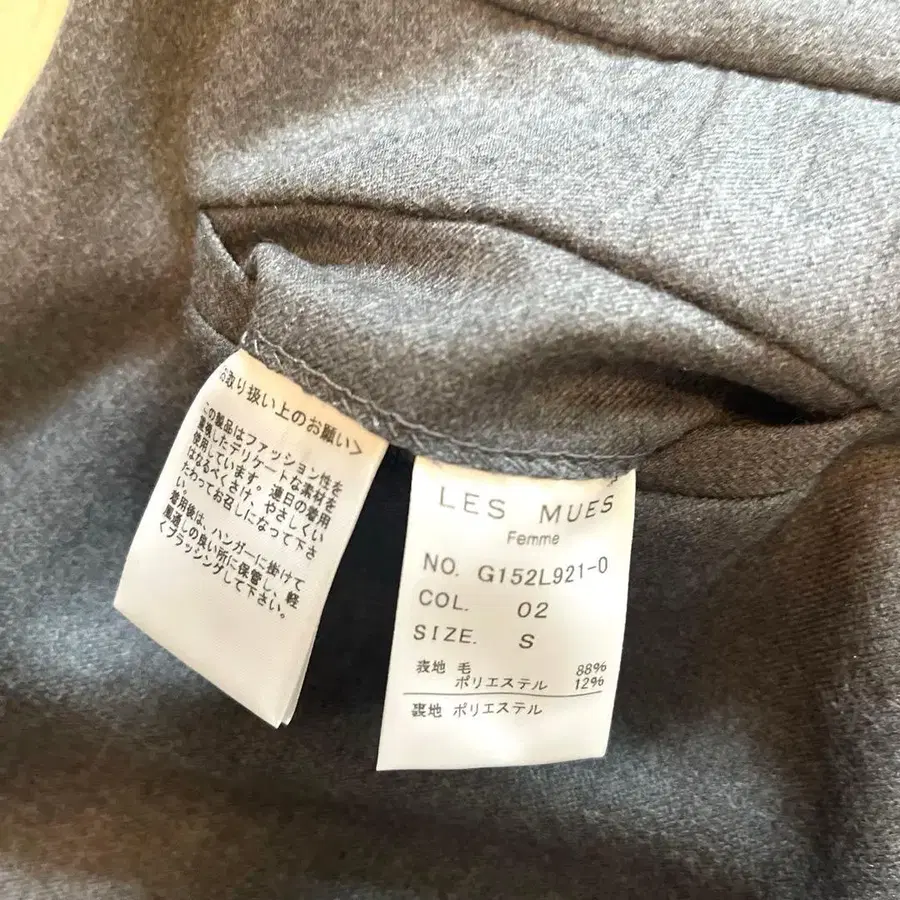 お取り扱い上のお願い>
この製品はファッション性を
重視したデリケートな素材を
使用しています。連日の着用
はなるべくさけ、やさしくい
たわってお召しになって下さ
い。
着用後は、ハンガーに掛けて
風通しの良い所に保管し、軽
くブラッシングして下さい。
LES MUES
Femme
NO. G152L921-0
COL. 02
SIZE. S
表地 毛 88%
ポリエステル 12%
裏地 ポリエステル